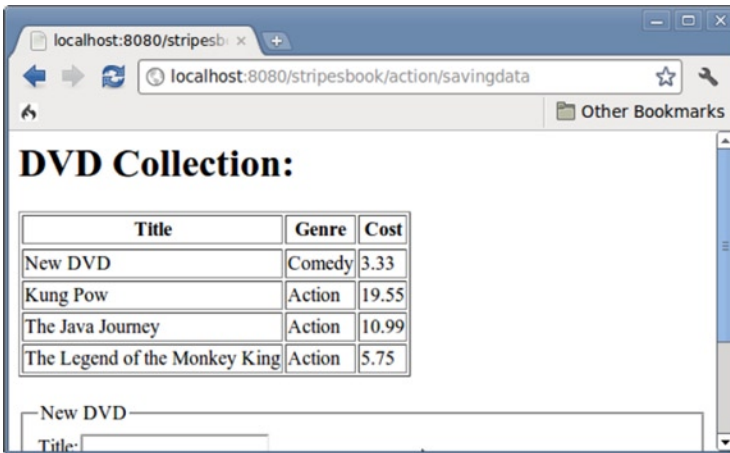 localhost:8080/stripesb
localhost:8080/stripesbook/action/savingdata
Other Bookmarks
DVD Collection:
Title Genre Cost
New DVD Comedy 3.33
Kung Pow Action 19.55
The Java Journey Action 10.99
The Legend of the Monkey King Action 5.75
New DVD
Title: